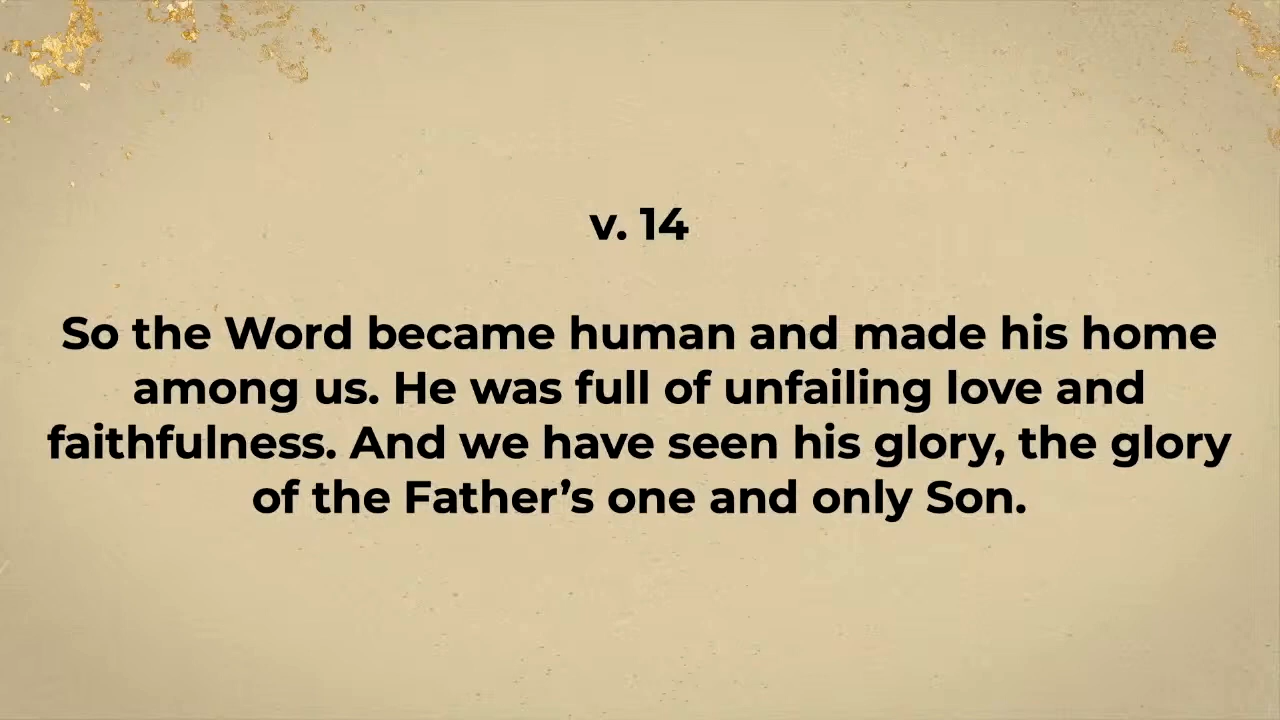 v. 14
So the Word became human and made his home
among us. He was full of unfailing love and
faithfulness. And we have seen his glory, the glory
of the Father’s one and only Son.